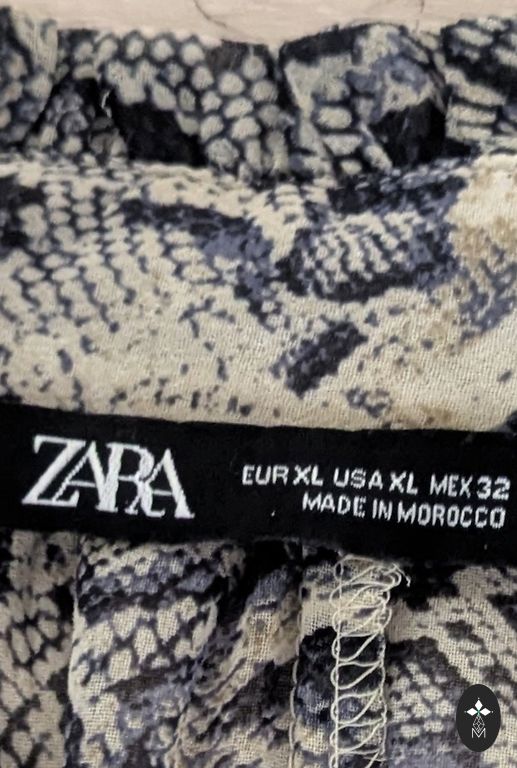 ZARA
EUR XL USA XL MEX 32
MADE IN MOROCCO
M